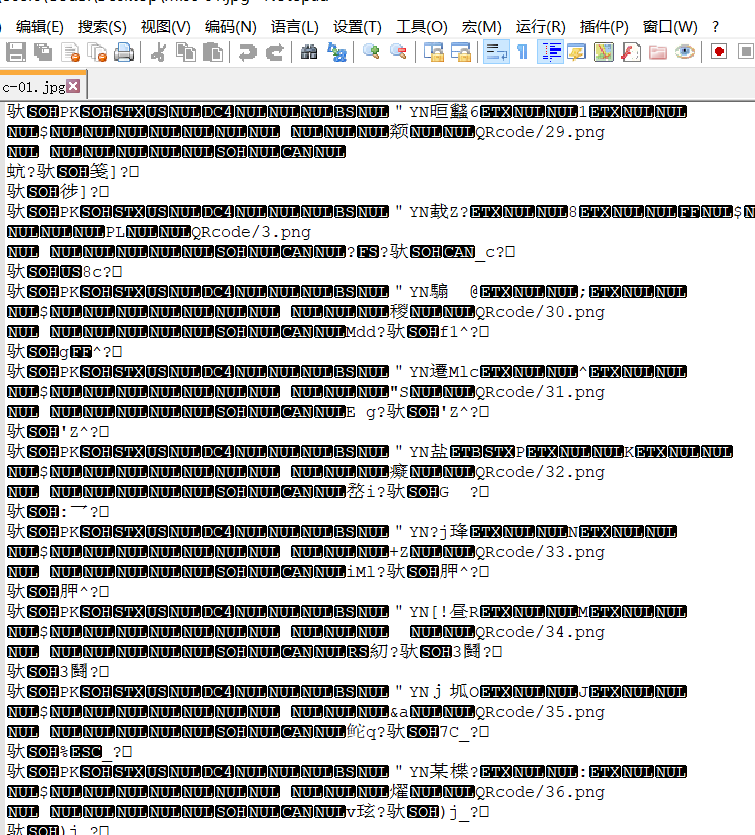 编辑(E) 搜索(S) 视图(V) 编码(N) 语言(L) 设置(T) 工具(O) 宏(M) 运行(R) 插件(P) 窗口(W) ?
c-01.jpg
驮SOHPKSOHSTXUSNULDC4NULNULNULBSNUL "YN晅 6ETXNULNUL1ETXNULNUL
NUL$NULNULNULNULNULNULNUL NULNULNUL颣NULNULQRcode/29.png
NUL NULNULNULNULNULSOHNULCANNUL
蚢?驮SOH笺]?□
驮SOH徏]?□
驮SOHPKSOHSTXUSNULDC4NULNULNULBSNUL "YN载Z?ETXNULNUL8ETXNULNULFFNUL$
NULNULNULPLNULNULQRcode/3.png
NUL NULNULNULNULNULSOHNULCANNUL?FS?驮SOHCAN_c?□
驮SOHUS8c?□
驮SOHPKSOHSTXUSNULDC4NULNULNULBSNUL "YN騸 @ETXNULNUL;ETXNULNUL
NUL$NULNULNULNULNULNULNUL NULNULNUL稷NULNULQRcode/30.png
NUL NULNULNULNULNULSOHNULCANNULMdd?驮SOHf1^?□
驮SOHgFF^?□
驮SOHPKSOHSTXUSNULDC4NULNULNULBSNUL "YN遷Mlc​ETXNULNUL^ETXNULNUL
NUL$NULNULNULNULNULNULNUL NULNULNUL"SNULNULQRcode/31.png
NUL NULNULNULNULNULSOHNULCANNULE g?驮SOH'Z^?□
驮SOH'Z^?□
驮SOHPKSOHSTXUSNULDC4NULNULNULBSNUL "YN盐ETBSTXPETXNULNULKETXNULNUL
NUL$NULNULNULNULNULNULNUL NULNULNUL癡NULNULQRcode/32.png
NUL NULNULNULNULNULSOHNULCANNUL嵍i?驮SOHG ?□
驮SOH:乛?□
驮SOHPKSOHSTXUSNULDC4NULNULNULBSNUL "YN?j琒ETXNULNULNETXNULNUL
NUL$NULNULNULNULNULNULNUL NULNULNUL+ZNULNULQRcode/33.png
NUL NULNULNULNULNULSOHNULCANNULiMl?驮SOH胛^?□
驮SOH胛^?□
驮SOHPKSOHSTXUSNULDC4NULNULNULBSNUL "YN[!昼RETXNULNULMETXNULNUL
NUL$NULNULNULNULNULNULNUL NULNULNUL NULNULQRcode/34.png
NUL NULNULNULNULNULSOHNULCANNULRS紉?驮SOH3鬪?□
驮SOH3鬪?□
驮SOHPKSOHSTXUSNULDC4NULNULNULBSNUL "YNj坬OETXNULNULJETXNULNUL
NUL$NULNULNULNULNULNULNUL NULNULNUL&aNULNULQRcode/35.png
NUL NULNULNULNULNULSOHNULCANNUL鸵q?驮SOH7C_?□
驮SOH%ESC_?□
驮SOHPKSOHSTXUSNULDC4NULNULNULBSNUL "YN某楪?ETXNULNUL:ETXNULNUL
NUL$NULNULNULNULNULNULNUL NULNULNUL燿NULNULQRcode/36.png
NUL NULNULNULNULNULSOHNULCANNULv玹?驮SOH)j_?□
驮SOH)j_?□